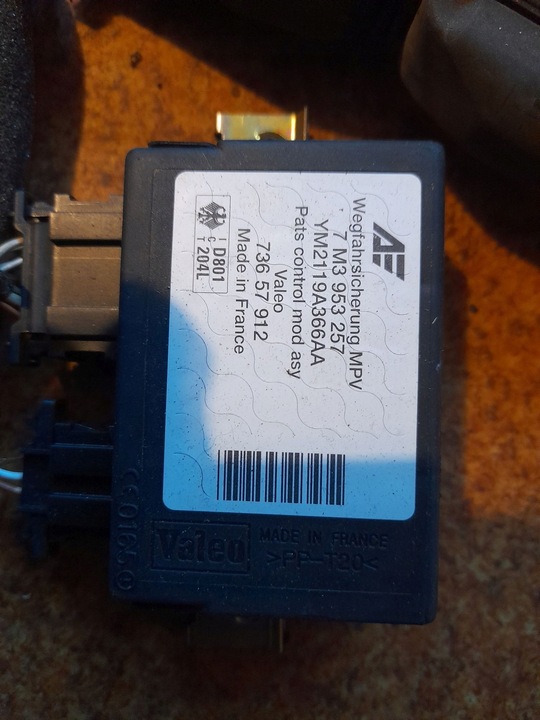 AF
Wegfahrsicherung MPV
7 M3 953 257
YM2119A366AA
Pats control mod asy
Valeo
736 57 912
Made in France
C I D801
T 204L
Valeo
MADE IN FRANCE
>PP-T20<